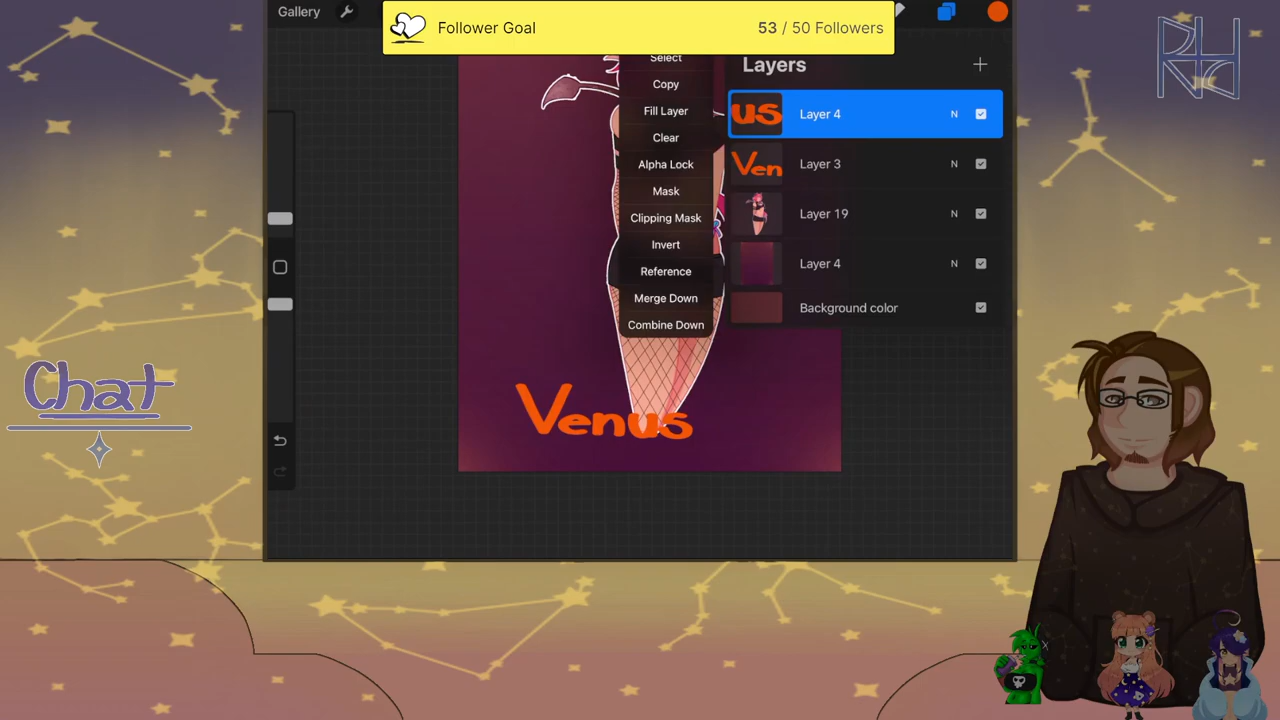 Gallery
Follower Goal
53 / 50 Followers
Select
Copy
Fill Layer
Clear
Alpha Lock
Mask
Clipping Mask
Invert
Reference
Merge Down
Combine Down
Layers
us Layer 4 N
Ven Layer 3 N
Layer 19 N
Layer 4 N
Background color
Chat
Venus